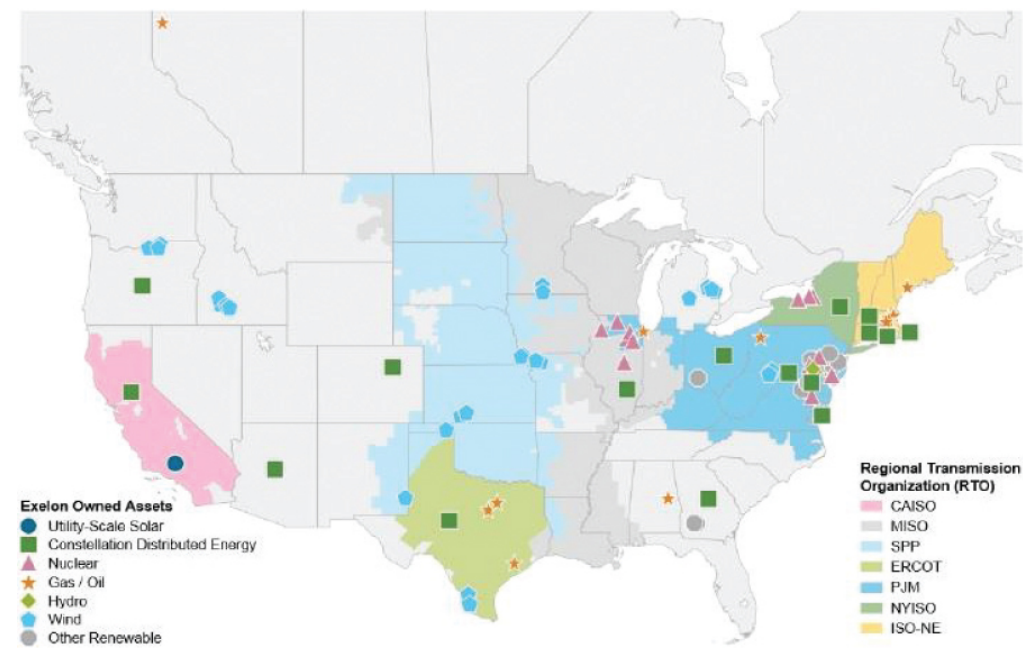 Exelon Owned Assets
Utility-Scale Solar
Constellation Distributed Energy
Nuclear
Gas / Oil
Hydro
Wind
Other Renewable
Regional Transmission
Organization (RTO)
CAISO
MISO
SPP
ERCOT
PJM
NYISO
ISO-NE